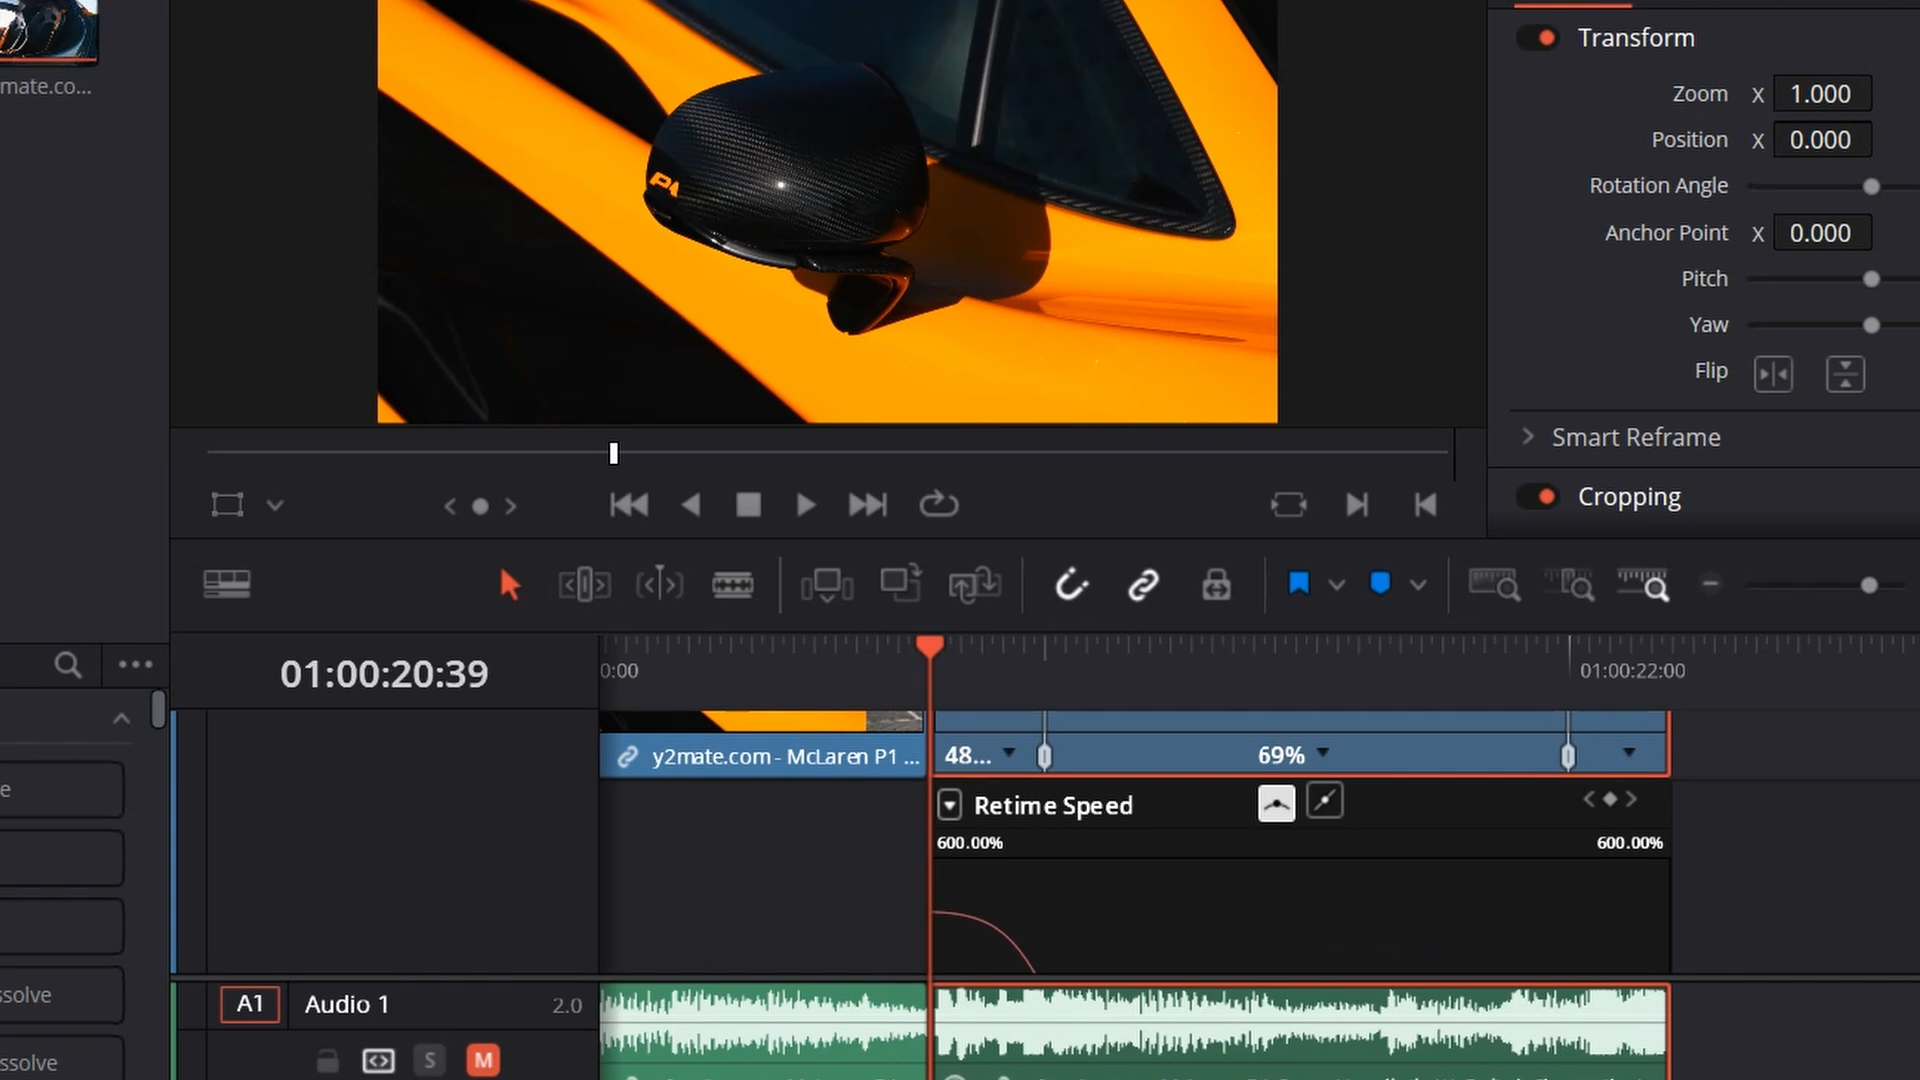 mate.co...
Transform
Zoom X 1.000
Position X 0.000
Rotation Angle
Anchor Point X 0.000
Pitch
Yaw
Flip
Smart Reframe
Cropping
P1
01:00:20:39
0:00
01:00:22:00
y2mate.com - McLaren P1 ...
48...
69%
Retime Speed
600.00%
600.00%
e
ssolve
ssolve
A1 Audio 1 2.0
S M